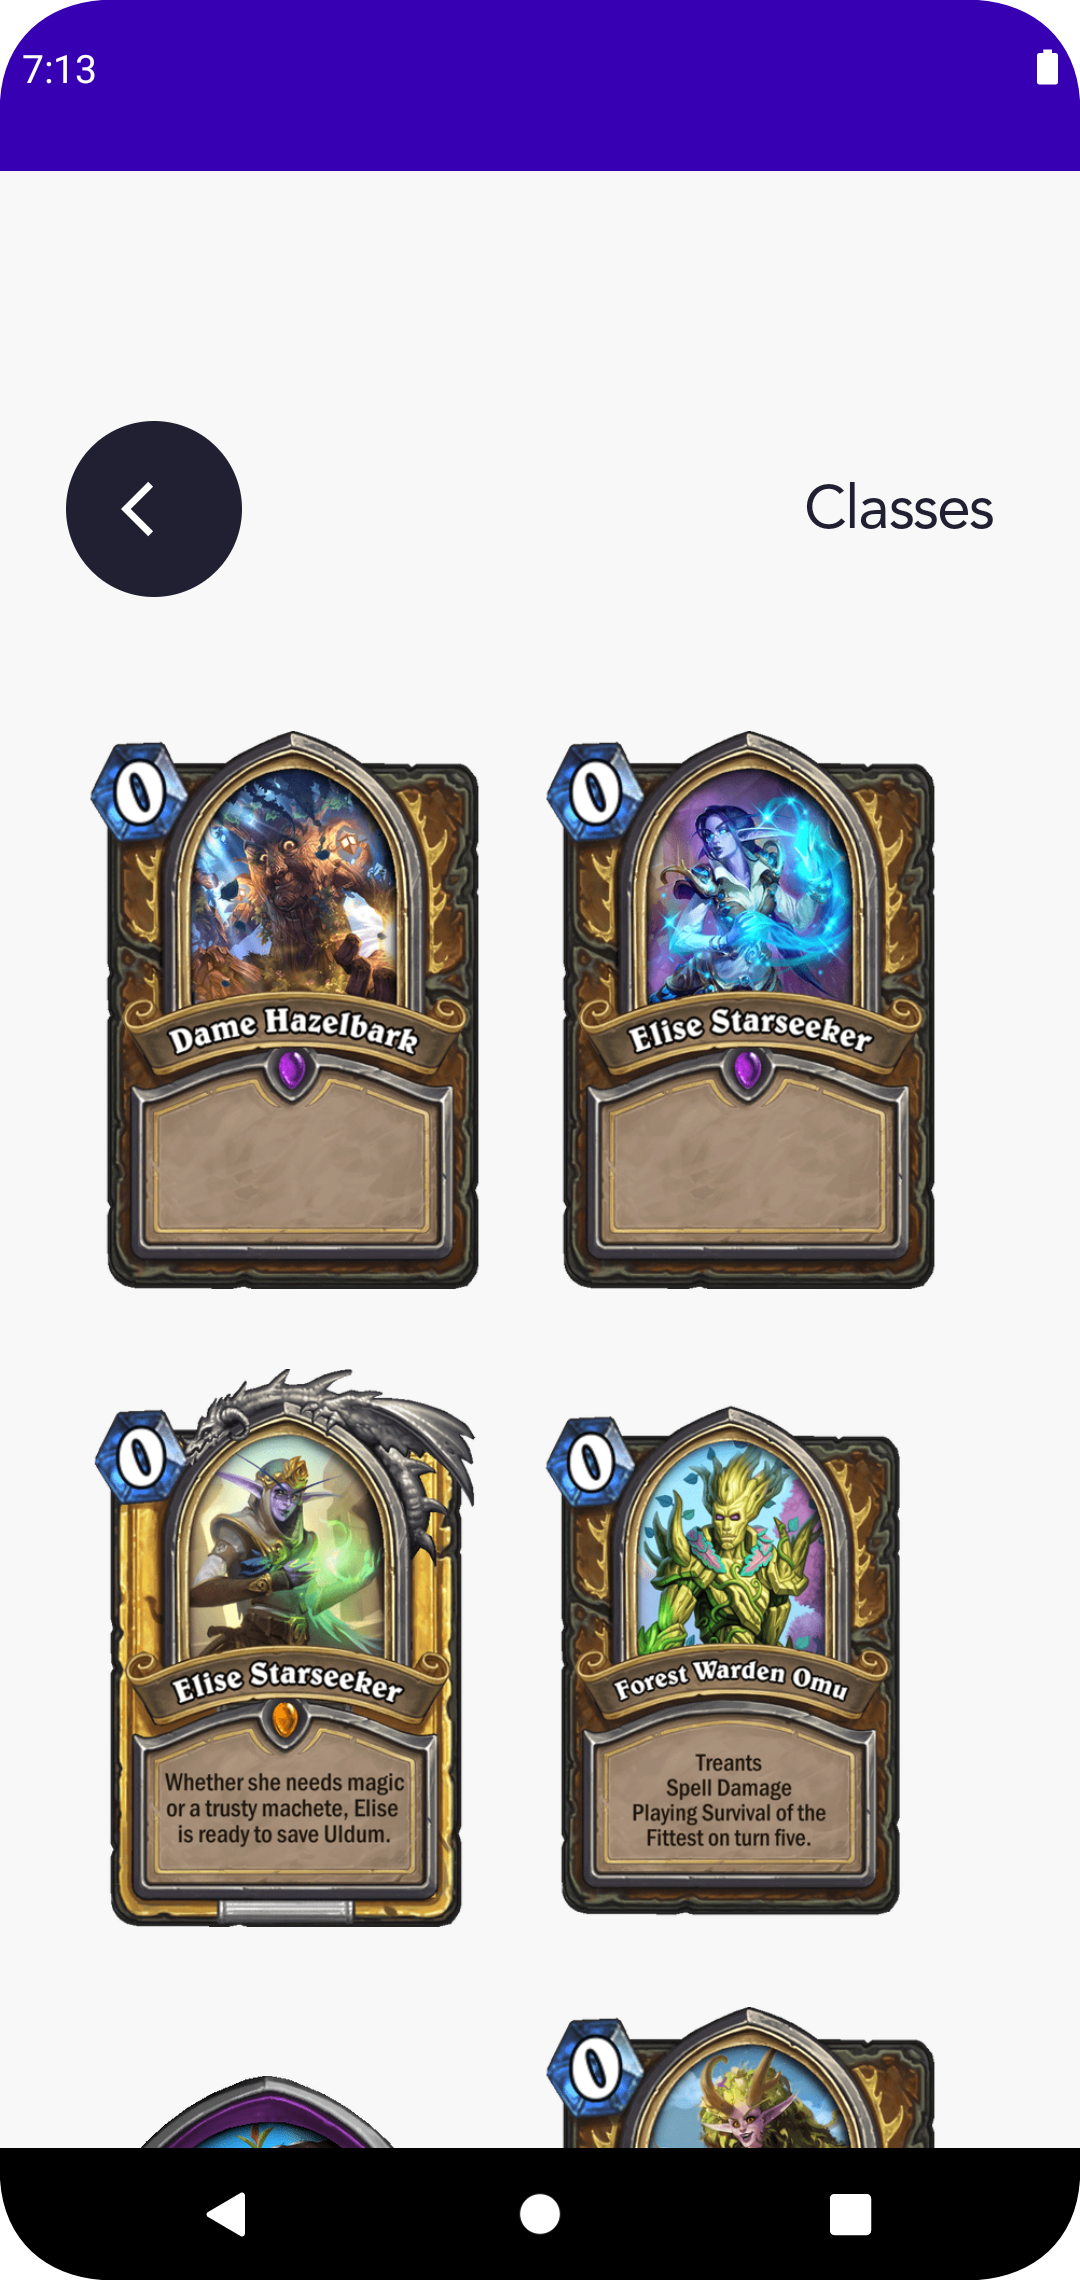 7:13
Classes
0
Dame Hazelbark
0
Elise Starseeker
0
Elise Starseeker
Whether she needs magic
or a trusty machete, Elise
is ready to save Uldum.
0
Forest Warden Omu
Treants
Spell Damage
Playing Survival of the
Fittest on turn five.
0